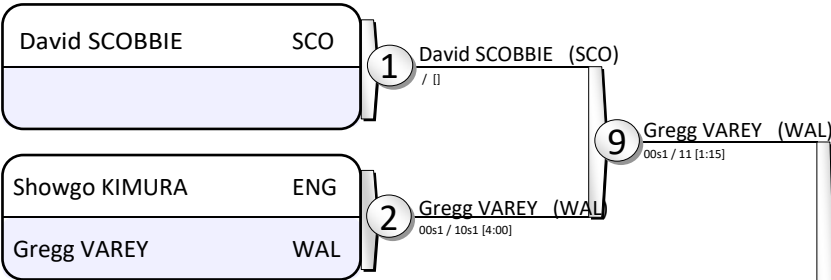 David SCOBBIE SCO
1
David SCOBBIE (SCO)
/ []
9
Gregg VAREY (WAL)
00s1 / 11 [1:15]
Showgo KIMURA ENG
Gregg VAREY WAL
2
Gregg VAREY (WAL)
00s1 / 10s1 [4:00]